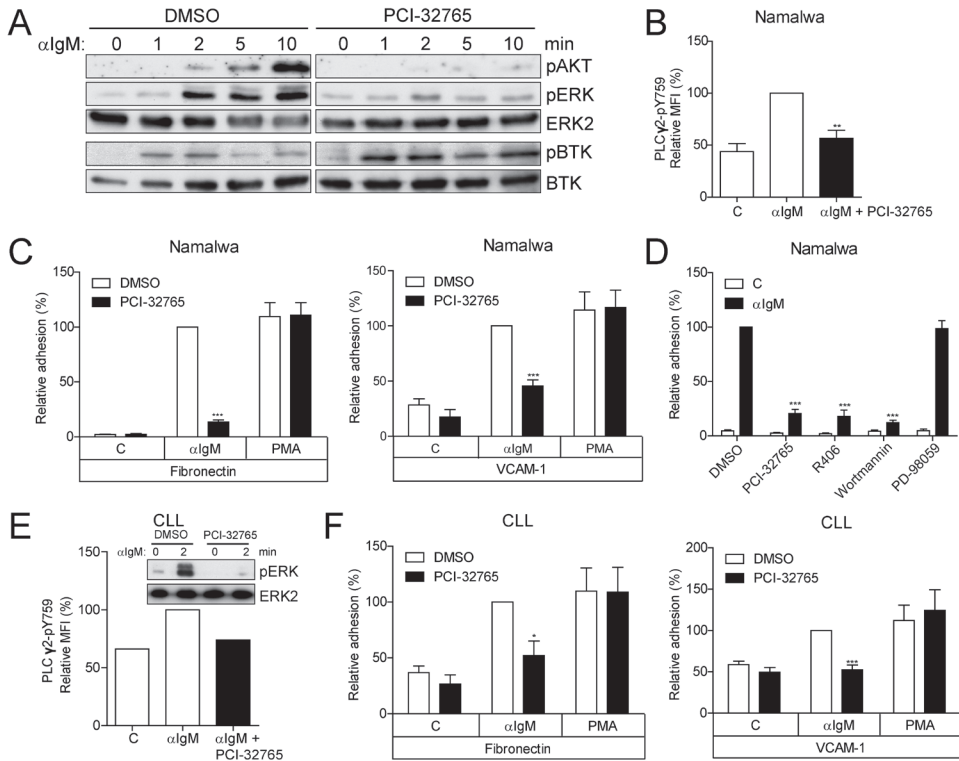 A
DMSO
PCI-32765
αIgM: 0 1 2 5 10 0 1 2 5 10 min
pAKT
pERK
ERK2
pBTK
BTK
B
Namalwa
PLCγ2-pY759
Relative MFI (%)
150
100
50
0
C
αIgM
αIgM + PCI-32765
**
C
Namalwa
DMSO
PCI-32765
Relative adhesion (%)
150
100
50
0
***
C αIgM PMA
Fibronectin
Namalwa
DMSO
PCI-32765
Relative adhesion (%)
150
100
50
0
***
C αIgM PMA
VCAM-1
D
Namalwa
C
αIgM
Relative adhesion (%)
150
100
50
0
*** *** ***
DMSO
PCI-32765
R406
Wortmannin
PD-98059
E
CLL
DMSO PCI-32765
αIgM: 0 2 0 2 min
pERK
ERK2
PLC γ2-pY759
Relative MFI (%)
150
100
50
0
C
αIgM
αIgM +
PCI-32765
F
CLL
DMSO
PCI-32765
Relative adhesion (%)
150
100
50
0
*
C αIgM PMA
Fibronectin
CLL
DMSO
PCI-32765
Relative adhesion (%)
200
150
100
50
0
***
C αIgM PMA
VCAM-1